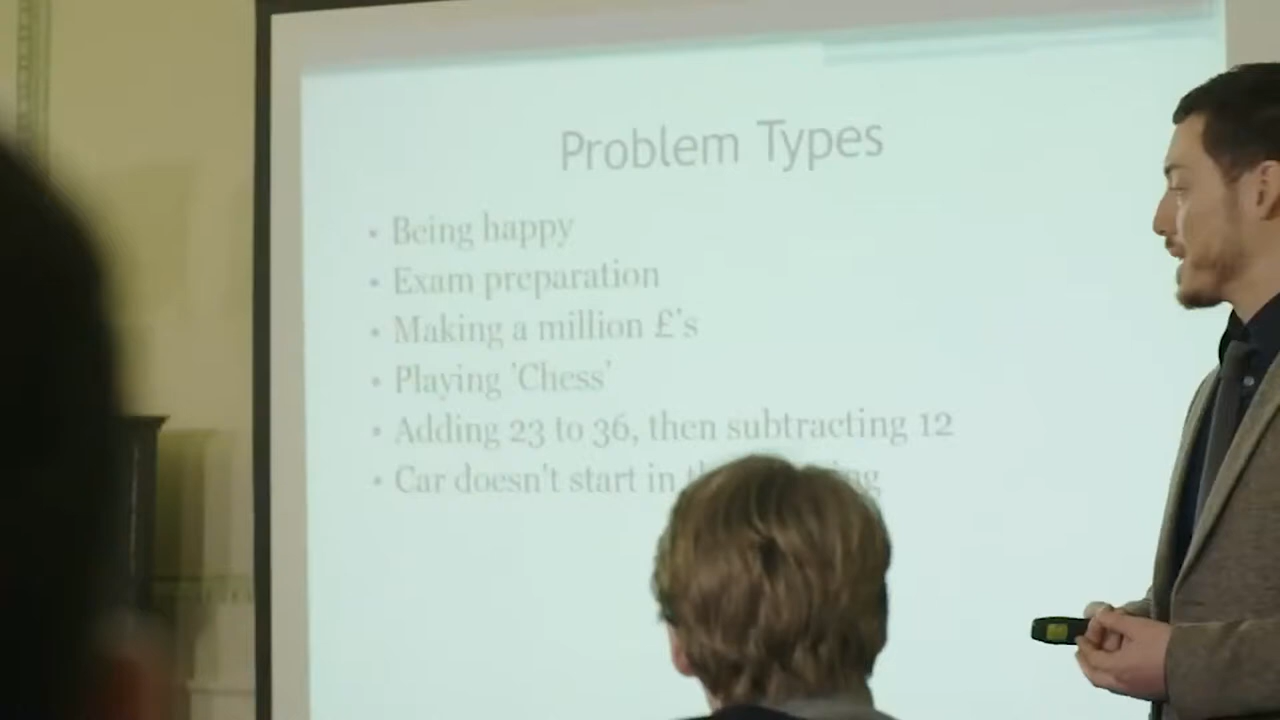 Problem Types
• Being happy
• Exam preparation
• Making a million £'s
• Playing 'Chess'
• Adding 23 to 36, then subtracting 12
• Car doesn't start in